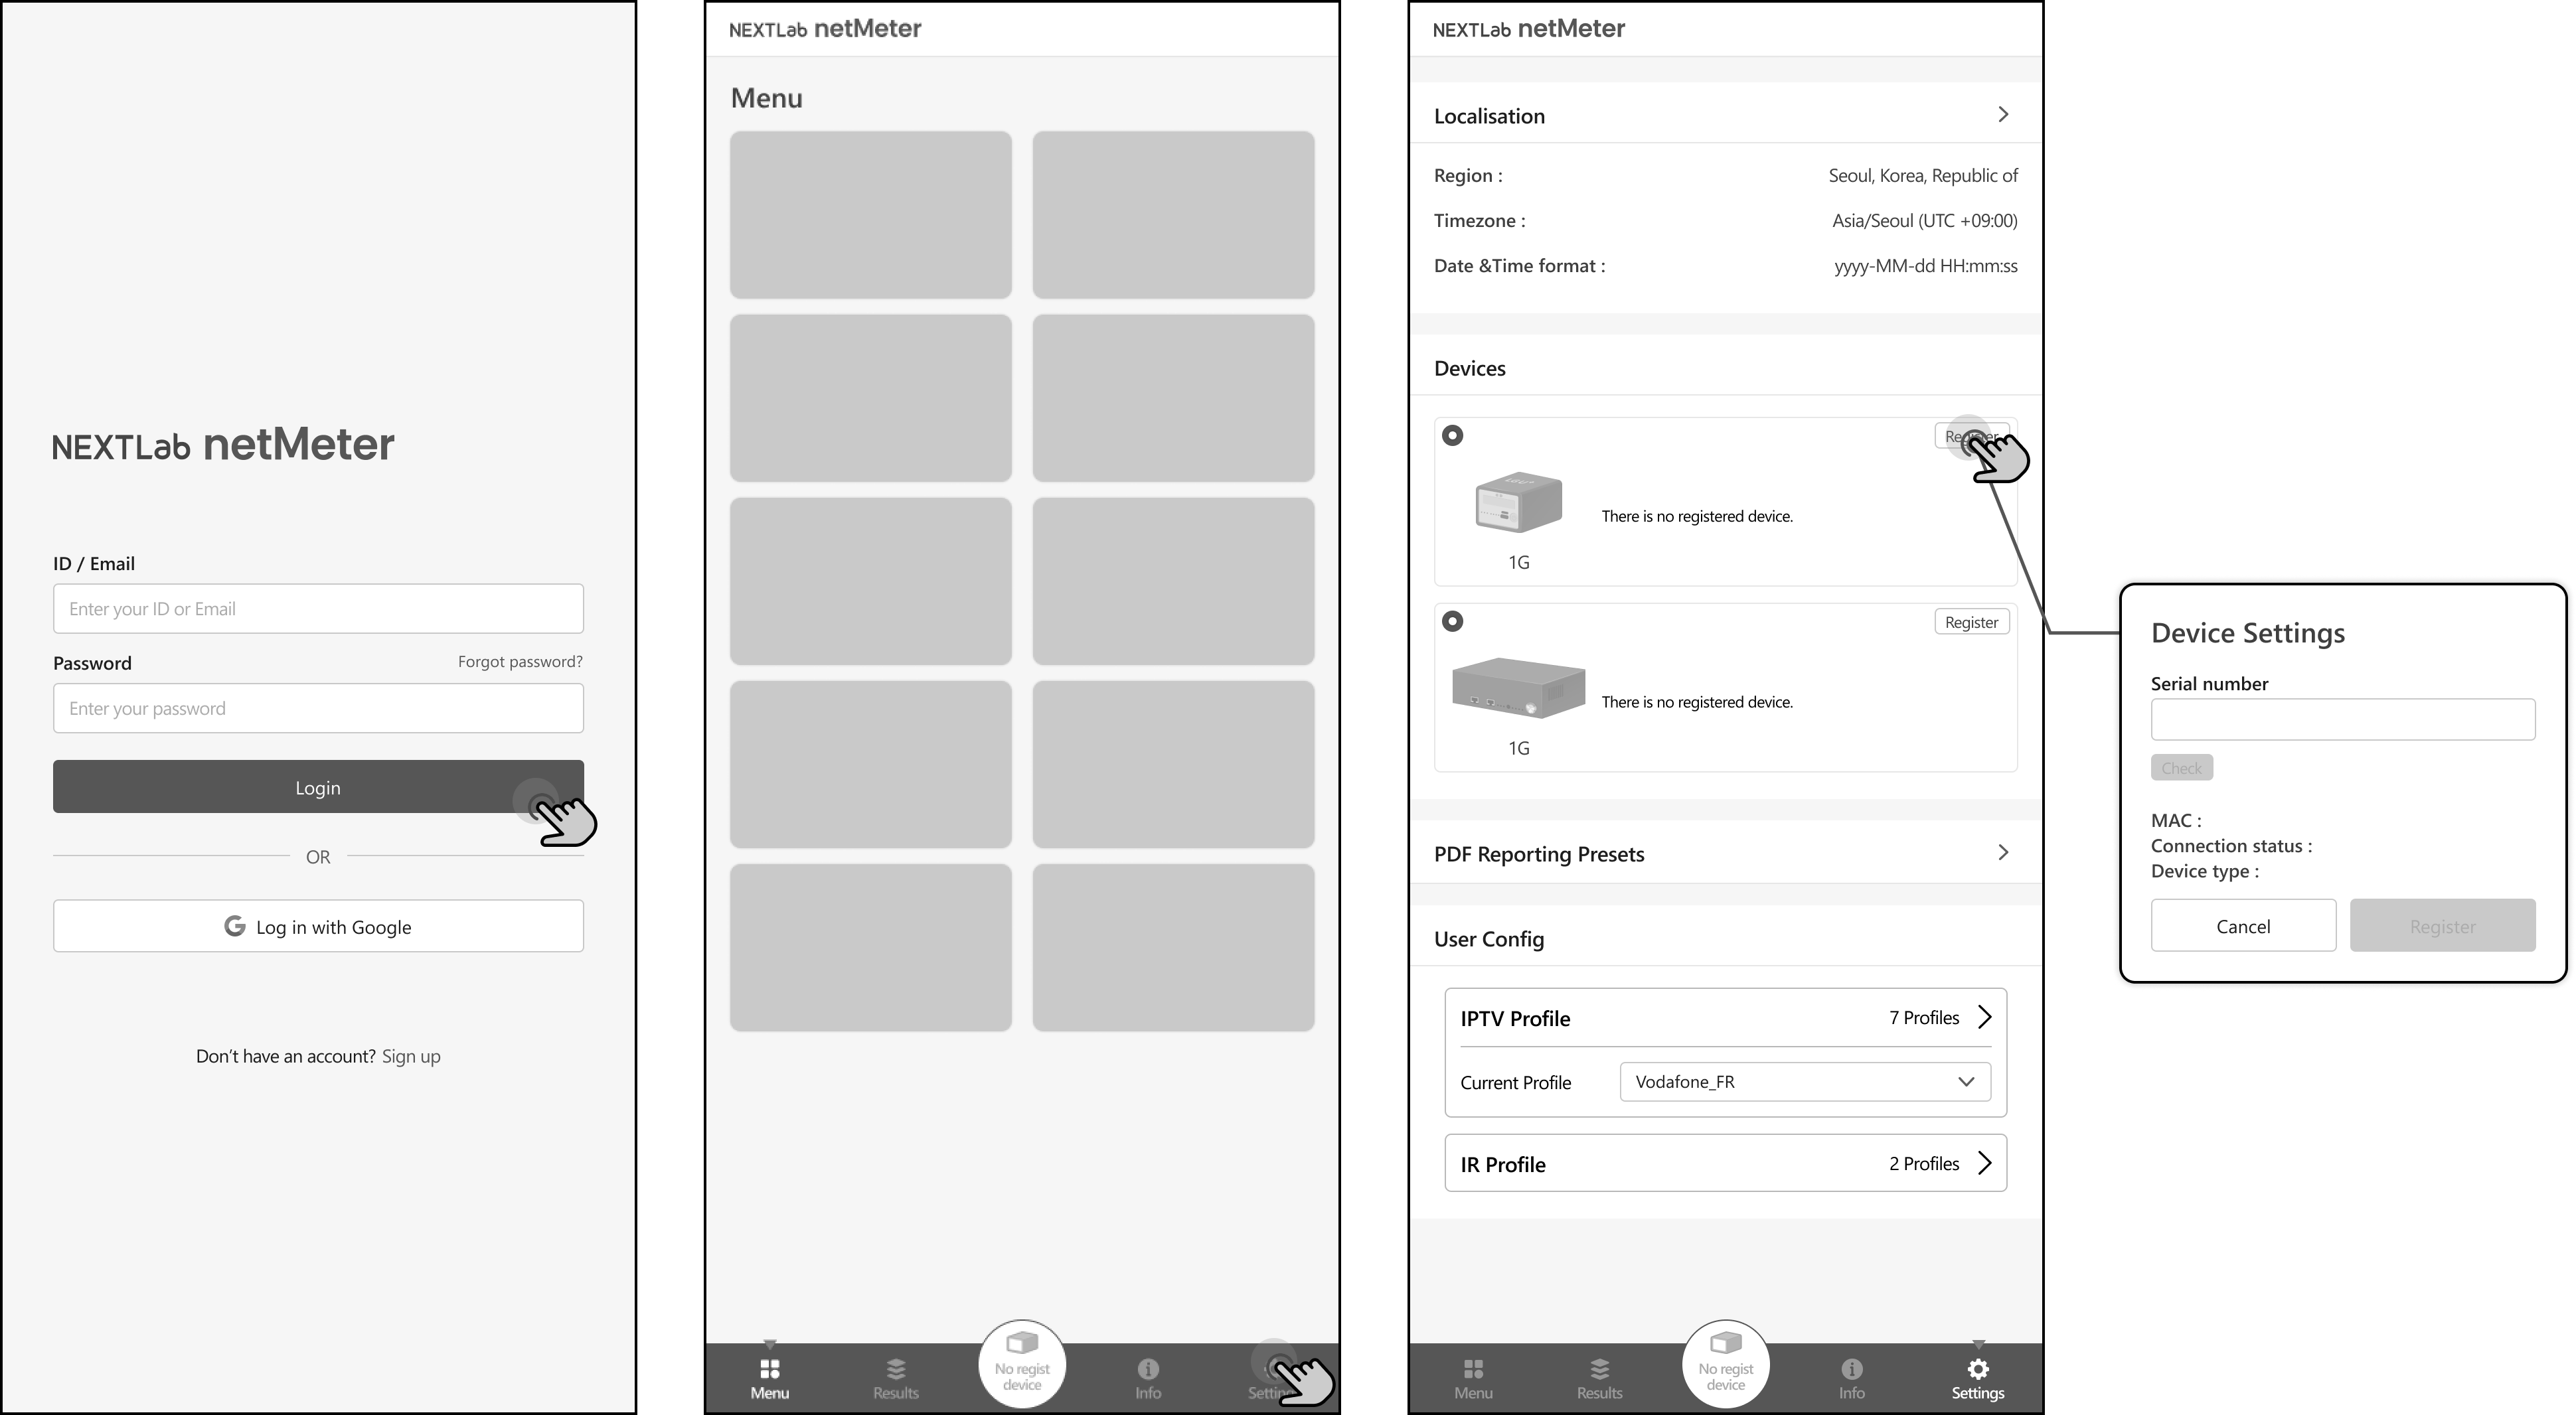 NEXTLab netMeter
ID / Email
Enter your ID or Email
Password
Forgot password?
Enter your password
Login
OR
Log in with Google
Don't have an account? Sign up
NEXTLab netMeter
Menu
Menu
Results
No regist
device
Info
NEXTLab netMeter
Localisation
Region :
Seoul, Korea, Republic of
Timezone :
Asia/Seoul (UTC +09:00)
Date &Time format :
yyyy-MM-dd HH:mm:ss
Devices
Register
There is no registered device.
1G
Register
There is no registered device.
1G
PDF Reporting Presets
User Config
IPTV Profile
7 Profiles
Current Profile
Vodafone_FR
IR Profile
2 Profiles
Menu
Results
No regist
device
Info
Settings
Device Settings
Serial number
Check
MAC :
Connection status :
Device type :
Cancel
Register